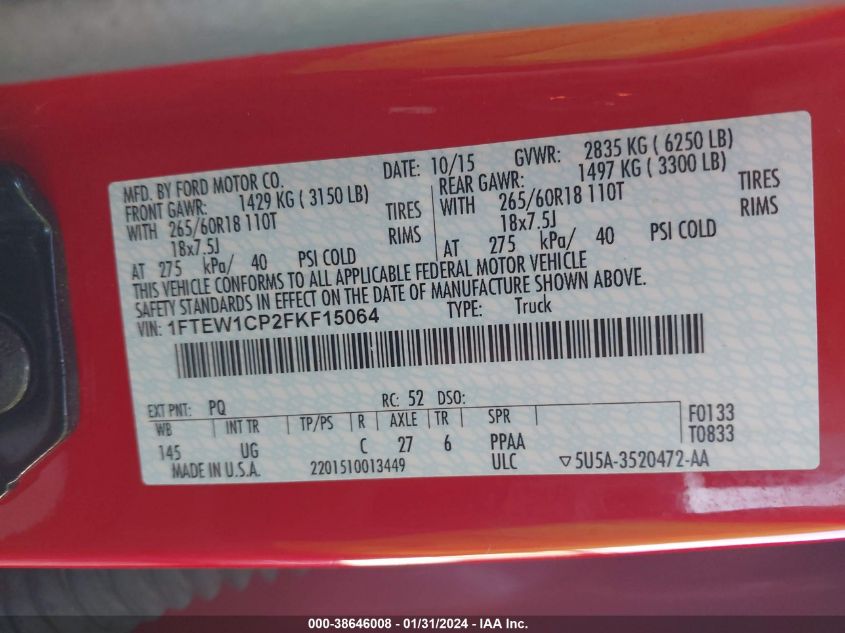 MFD. BY FORD MOTOR CO. DATE: 10/15 GVWR: 2835 KG ( 6250 LB)
FRONT GAWR: 1429 KG ( 3150 LB) REAR GAWR: 1497 KG ( 3300 LB)
WITH 265/60R18 110T TIRES WITH 265/60R18 110T TIRES
18x7.5J RIMS 18x7.5J RIMS
AT 275 kPa/ 40 PSI COLD AT 275 kPa/ 40 PSI COLD
THIS VEHICLE CONFORMS TO ALL APPLICABLE FEDERAL MOTOR VEHICLE
SAFETY STANDARDS IN EFFECT ON THE DATE OF MANUFACTURE SHOWN ABOVE.
VIN: 1FTEW1CP2FKF15064 TYPE: Truck
EXT PNT: PQ RC: 52 DSO:
WB INT TR TP/PS R AXLE TR SPR F0133
145 UG C 27 6 PPAA T0833
MADE IN U.S.A. 2201510013449 ULC ▽5U5A-3520472-AA
000-38646008 - 01/31/2024 - IAA Inc.